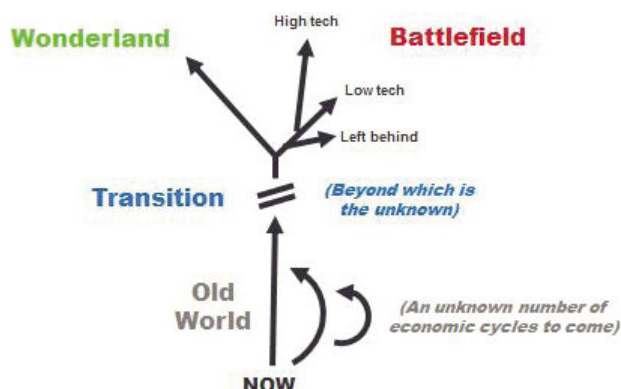 High tech
Wonderland
Battlefield
Low tech
Left behind
Transition
(Beyond which is
the unknown)
Old
World
(An unknown number of
economic cycles to come)
NOW